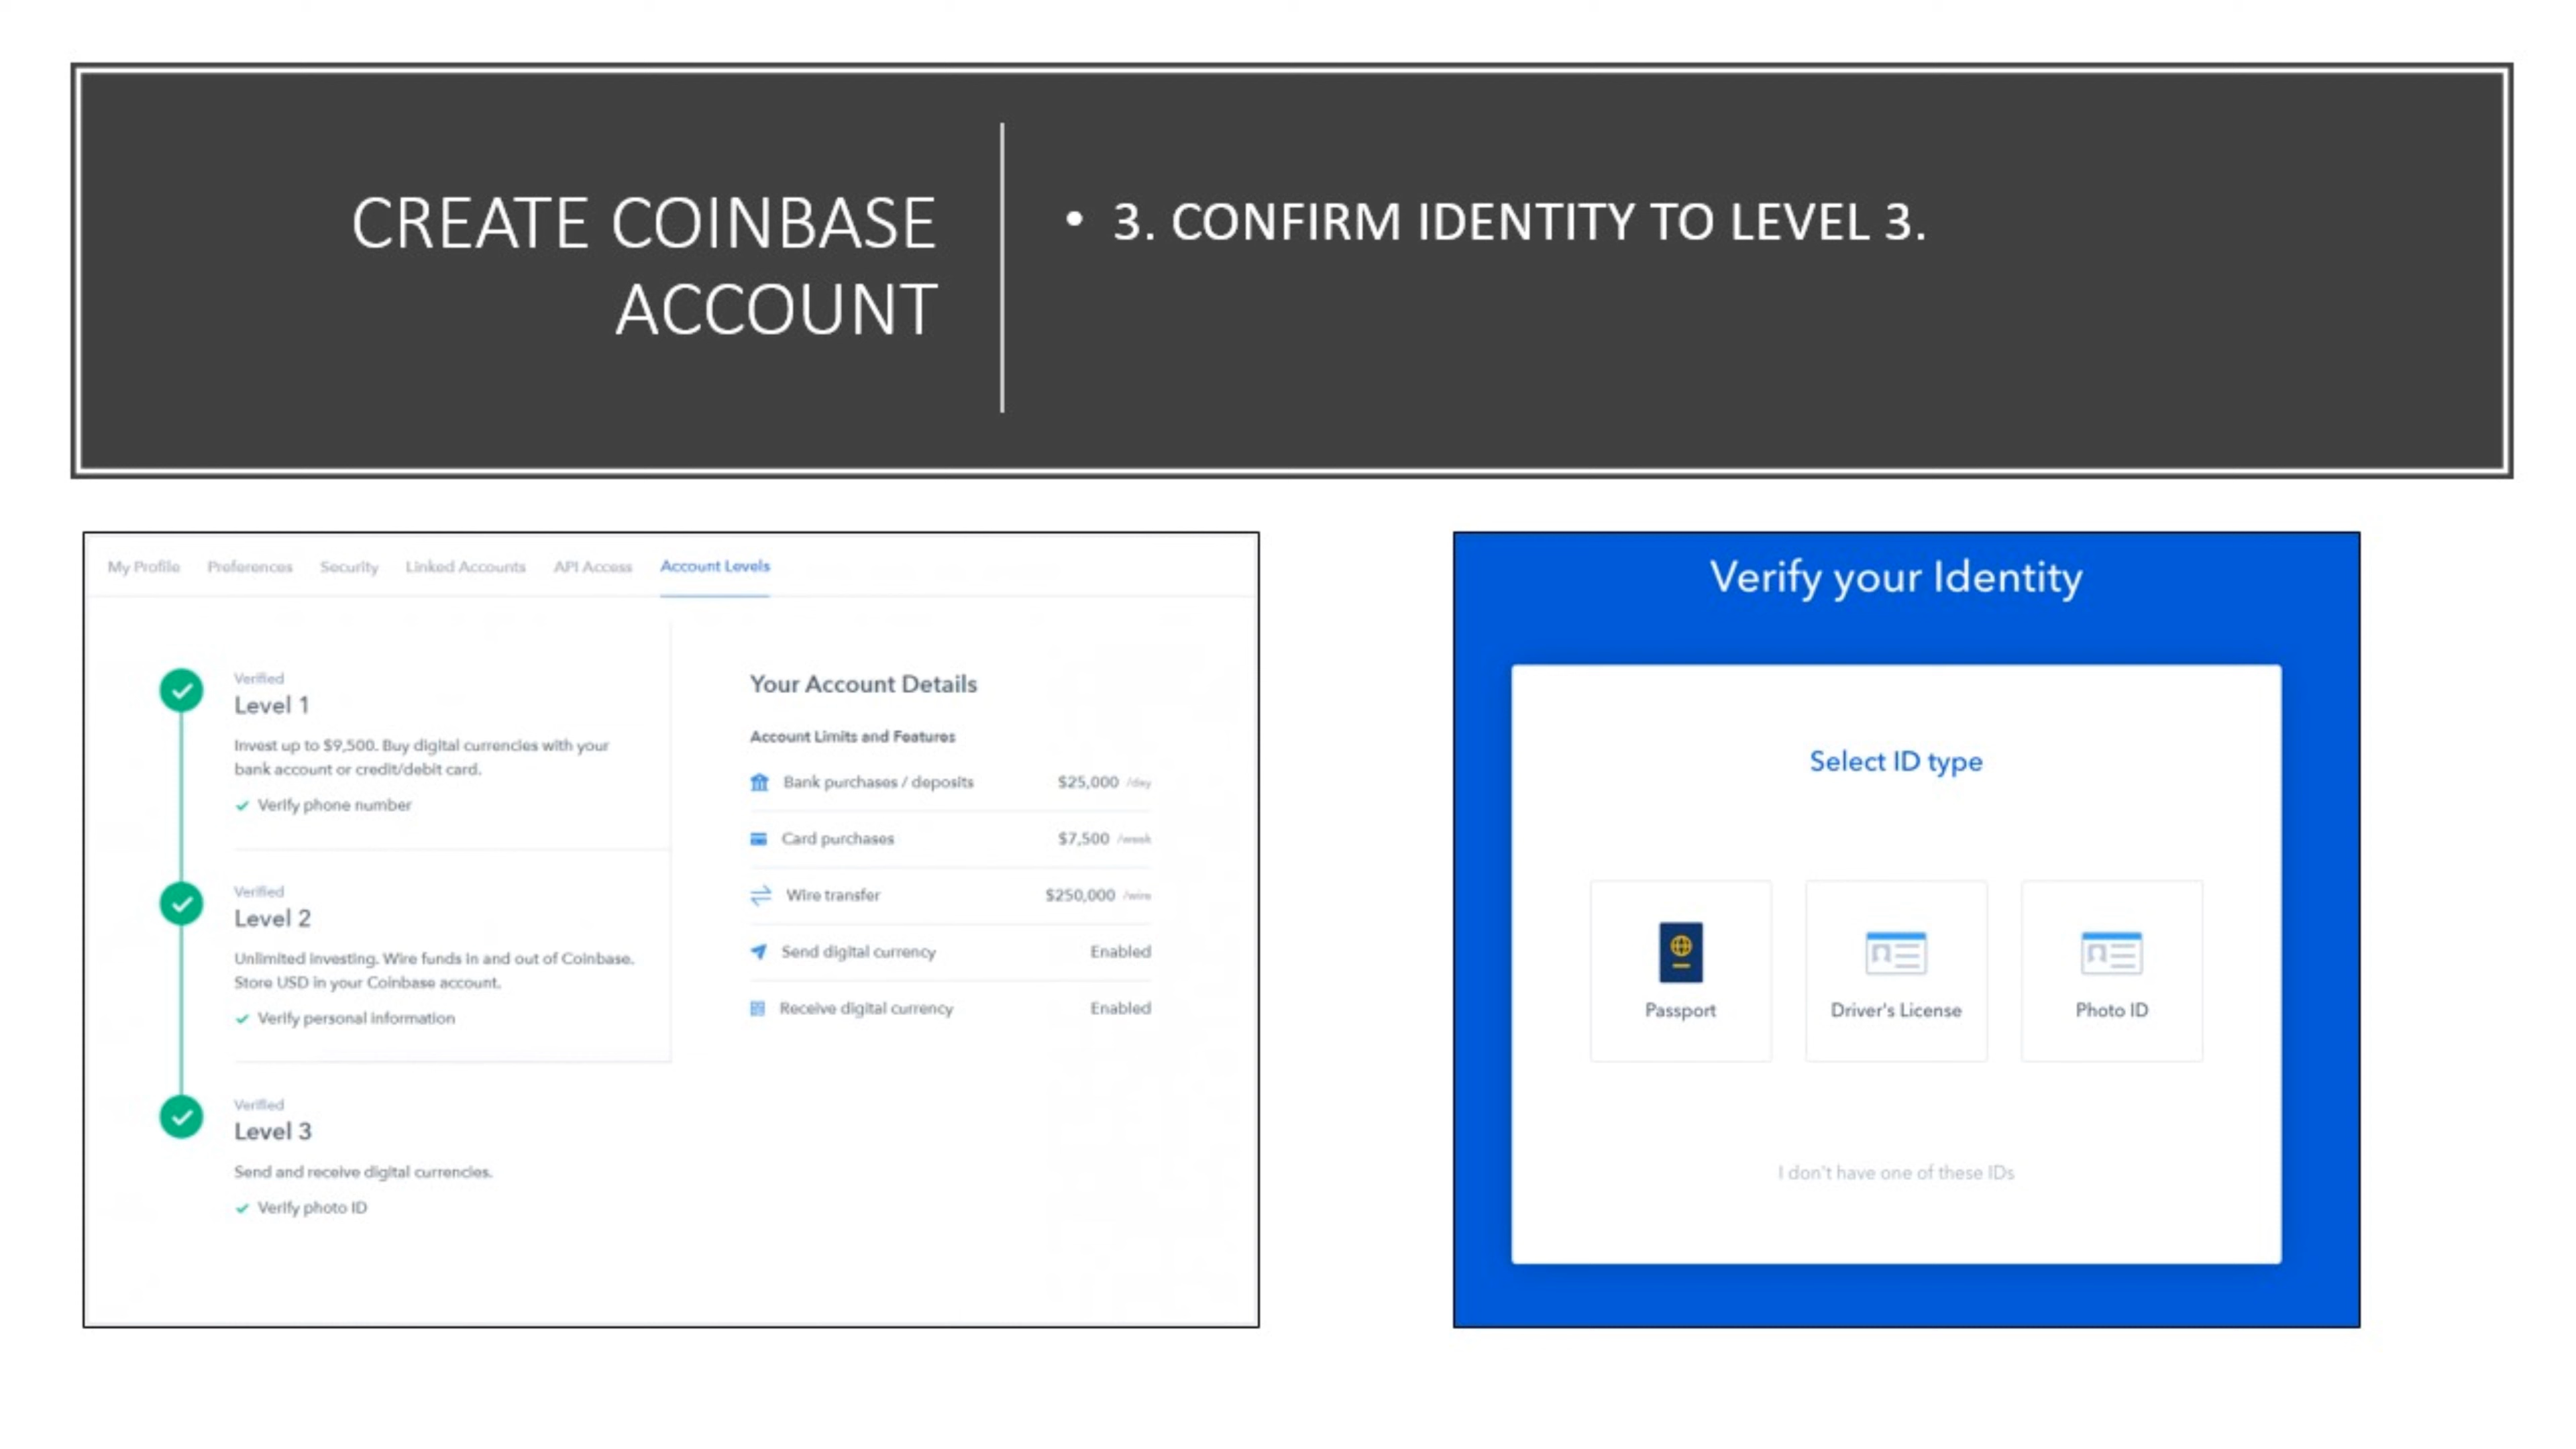 CREATE COINBASE
ACCOUNT
• 3. CONFIRM IDENTITY TO LEVEL 3.
My Profile Preferences Security Linked Accounts API Access Account Levels
Verified
Level 1
Invest up to $9,500. Buy digital currencies with your
bank account or credit/debit card.
Verify phone number
Verified
Level 2
Unlimited investing. Wire funds in and out of Coinbase.
Store USD in your Coinbase account.
Verify personal information
Verified
Level 3
Send and receive digital currencies.
Verify photo ID
Your Account Details
Account Limits and Features
Bank purchases / deposits $25,000 /day
Card purchases $7,500 /week
Wire transfer $250,000 /wire
Send digital currency Enabled
Receive digital currency Enabled
Verify your Identity
Select ID type
Passport Driver's License Photo ID
I don't have one of these IDs